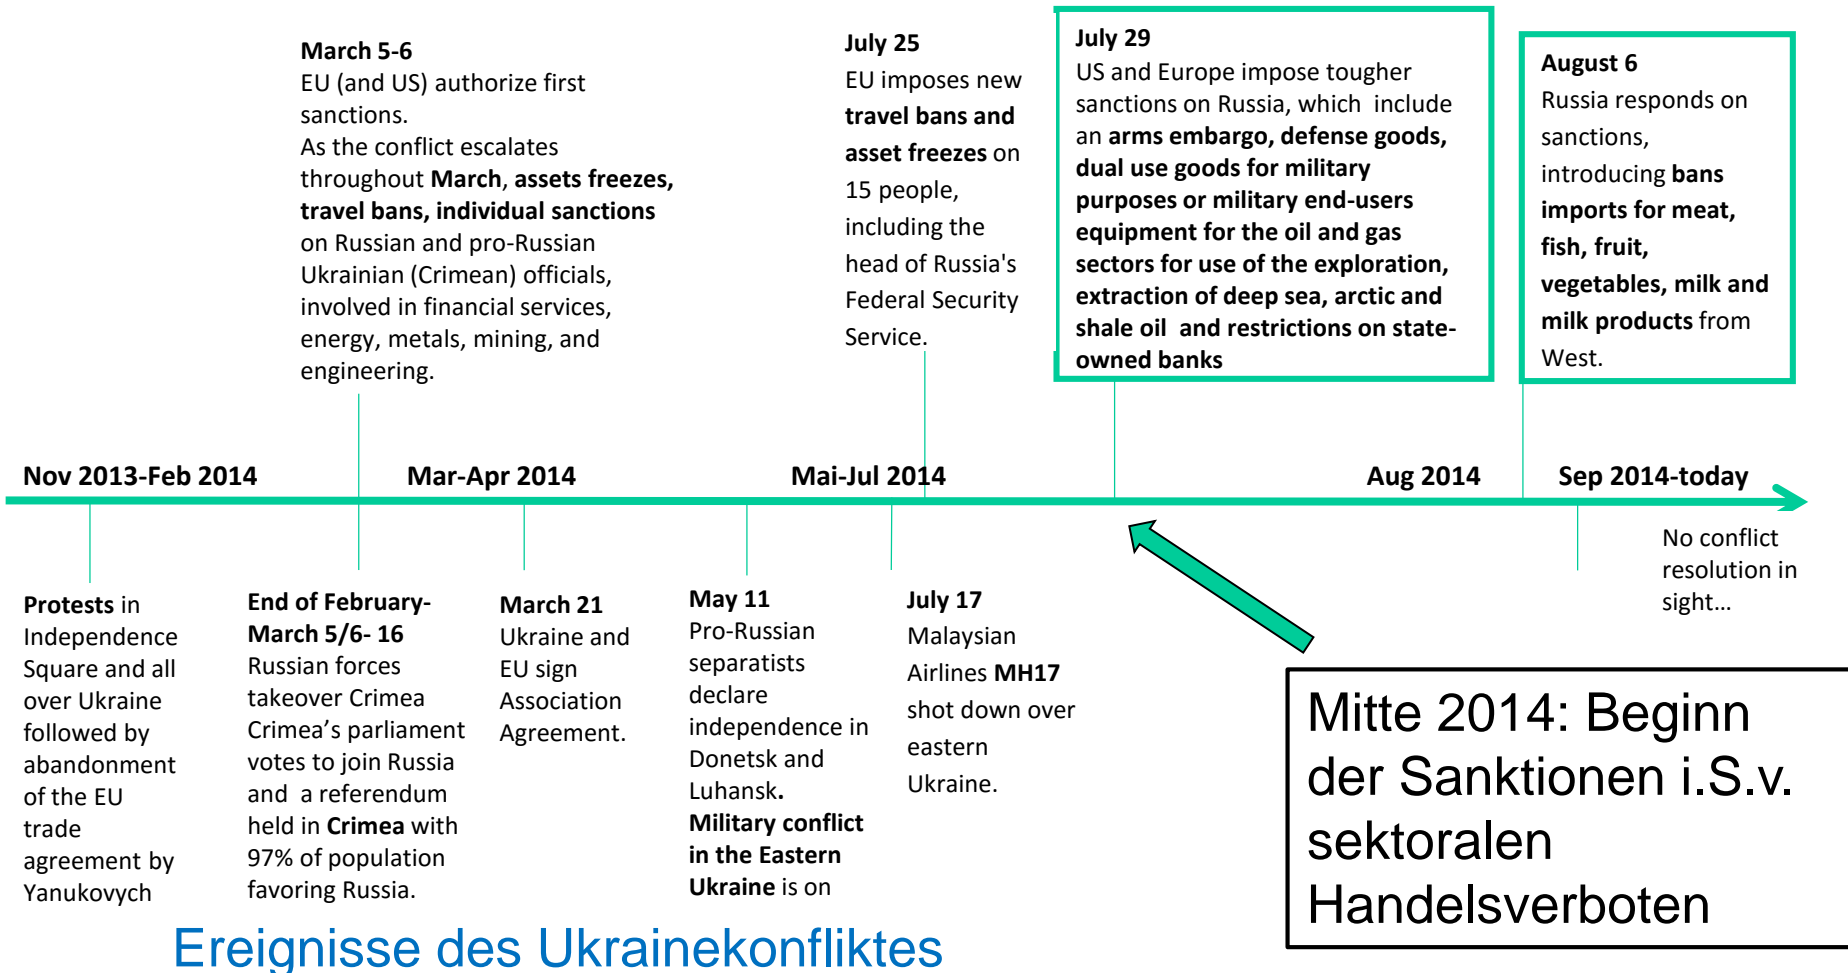 March 5-6
EU (and US) authorize first
sanctions.
As the conflict escalates
throughout March, assets freezes,
travel bans, individual sanctions
on Russian and pro-Russian
Ukrainian (Crimean) officials,
involved in financial services,
energy, metals, mining, and
engineering.
July 25
EU imposes new
travel bans and
asset freezes on
15 people,
including the
head of Russia's
Federal Security
Service.
July 29
US and Europe impose tougher
sanctions on Russia, which  include
an arms embargo, defense goods,
dual use goods for military
purposes or military end-users
equipment for the oil and gas
sectors for use of the exploration,
extraction of deep sea, arctic and
shale oil  and restrictions on state-
owned banks
August 6
Russia responds on
sanctions,
introducing bans
imports for meat,
fish, fruit,
vegetables, milk and
milk products from
West.
Nov 2013-Feb 2014
Mar-Apr 2014
Mai-Jul 2014
Aug 2014
Sep 2014-today
Protests in
Independence
Square and all
over Ukraine
followed by
abandonment
of the EU
trade
agreement by
Yanukovych
End of February-
March 5/6- 16
Russian forces
takeover Crimea
Crimea’s parliament
votes to join Russia
and  a referendum
held in Crimea with
97% of population
favoring Russia.
March 21
Ukraine and
EU sign
Association
Agreement.
May 11
Pro-Russian
separatists
declare
independence in
Donetsk and
Luhansk.
Military conflict
in the Eastern
Ukraine is on
July 17
Malaysian
Airlines MH17
shot down over
eastern
Ukraine.
No conflict
resolution in
sight…
Mitte 2014: Beginn
der Sanktionen i.S.v.
sektoralen
Handelsverboten
Ereignisse des Ukrainekonfliktes